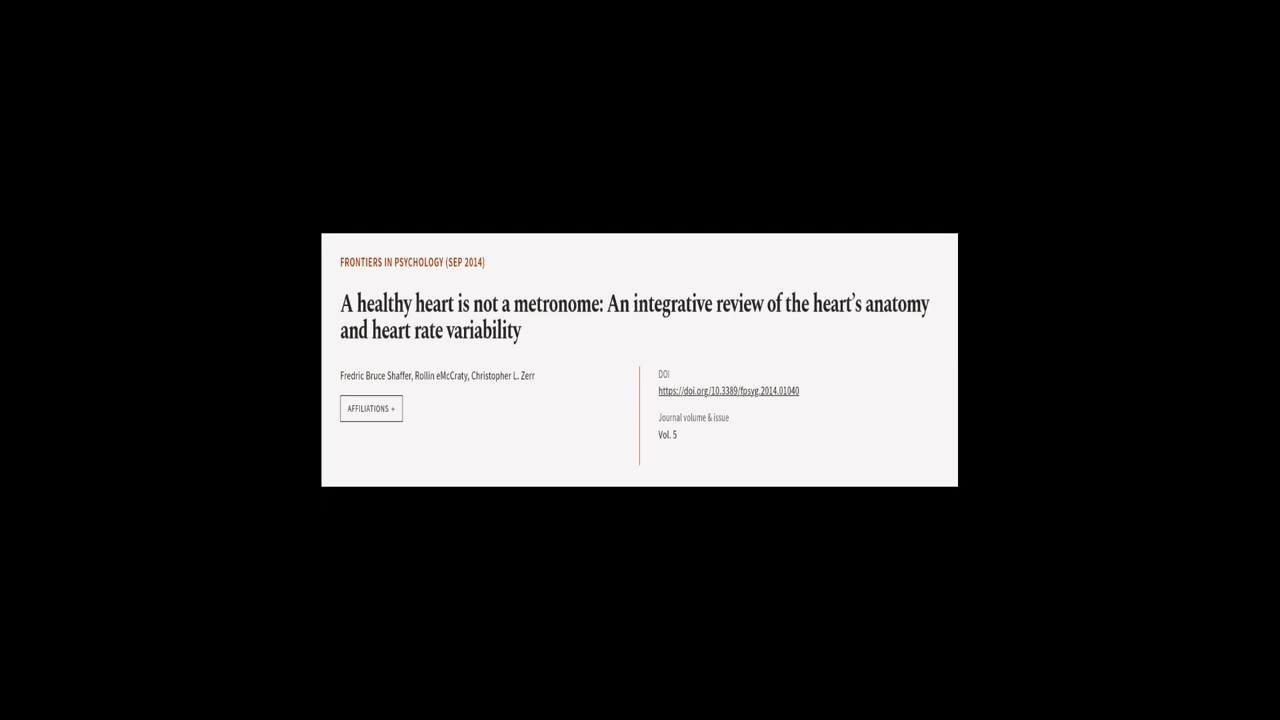 FRONTIERS IN PSYCHOLOGY (SEP 2014)
A healthy heart is not a metronome: An integrative review of the heart's anatomy
and heart rate variability
Fredric Bruce Shaffer, Rollin eMcCraty, Christopher L. Zerr
AFFILIATIONS +
DOI
https://doi.org/10.3389/fpsyg.2014.01040
Journal volume & issue
Vol. 5